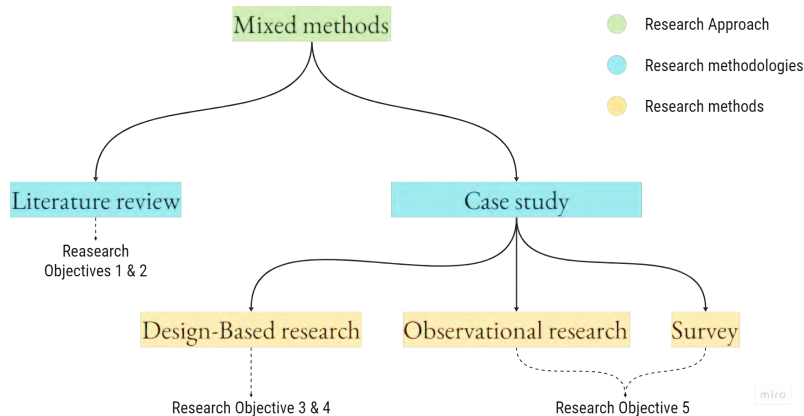 Mixed methods
Research Approach
Research methodologies
Research methods
Literature review
Case study
Reasearch
Objectives 1 & 2
Design-Based research
Observational research
Survey
Research Objective 3 & 4
Research Objective 5
miro